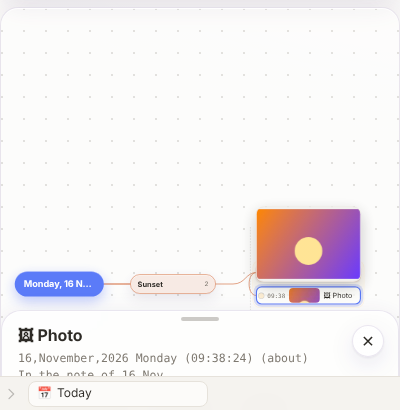 Monday, 16 N...
Sunset 2
09:38 Photo
Photo
16,November,2026 Monday (09:38:24) (about)
In the note of 16 Nov
Today